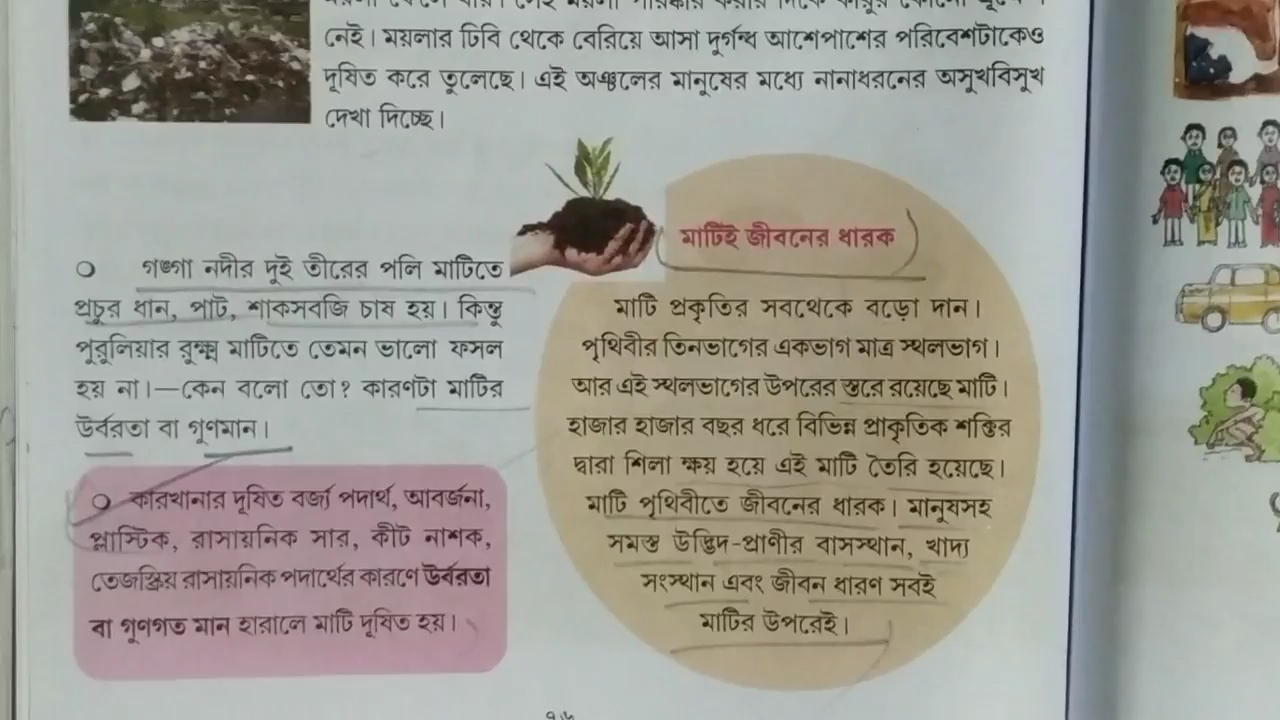 নেই। ময়লার ঢিবি থেকে বেরিয়ে আসা দুর্গন্ধ আশেপাশের পরিবেশটাকেও
দূষিত করে তুলেছে। এই অঞ্চলের মানুষের মধ্যে নানাধরনের অসুখবিসুখ
দেখা দিচ্ছে।
গঙ্গা নদীর দুই তীরের পলি মাটিতে
প্রচুর ধান, পাট, শাকসবজি চাষ হয়। কিন্তু
পুরুলিয়ার রুক্ষ মাটিতে তেমন ভালো ফসল
হয় না।—কেন বলো তো? কারণটা মাটির
উর্বরতা বা গুণমান।
কারখানার দূষিত বর্জ্য পদার্থ, আবর্জনা,
প্লাস্টিক, রাসায়নিক সার, কীট নাশক,
তেজস্ক্রিয় রাসায়নিক পদার্থের কারণে উর্বরতা
বা গুণগত মান হারালে মাটি দূষিত হয়।
মাটিই জীবনের ধারক
মাটি প্রকৃতির সবথেকে বড়ো দান।
পৃথিবীর তিনভাগের একভাগ মাত্র স্থলভাগ।
আর এই স্থলভাগের উপরের স্তরে রয়েছে মাটি।
হাজার হাজার বছর ধরে বিভিন্ন প্রাকৃতিক শক্তির
দ্বারা শিলা ক্ষয় হয়ে এই মাটি তৈরি হয়েছে।
মাটি পৃথিবীতে জীবনের ধারক। মানুষসহ
সমস্ত উদ্ভিদ-প্রাণীর বাসস্থান, খাদ্য
সংস্থান এবং জীবন ধারণ সবই
মাটির উপরেই।